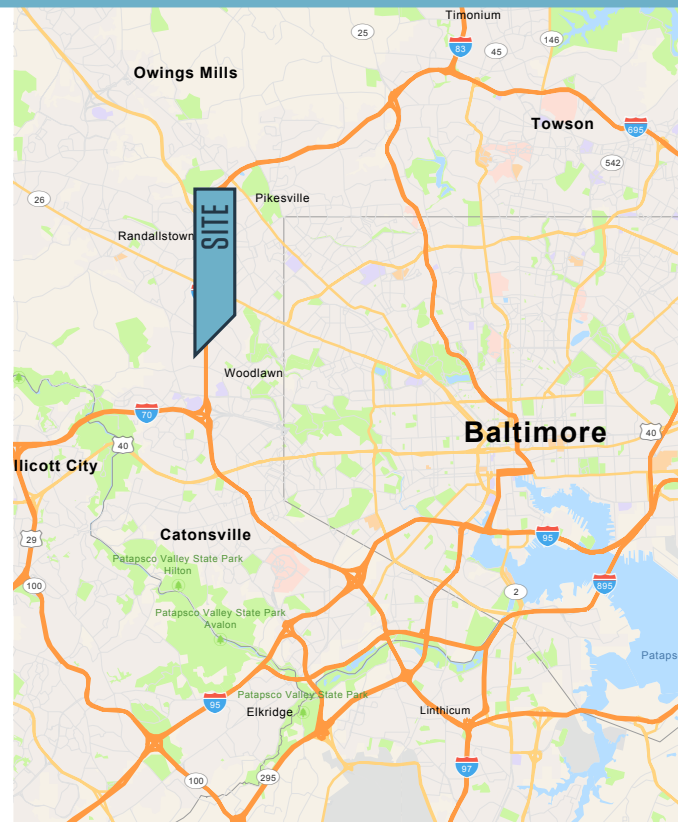 Timonium
25
146
83
45
Owings Mills
Towson
695
542
26
Pikesville
SITE
Randallstown
Woodlawn
70
Baltimore
40
40
llicott City
29
Catonsville
95
Patapsco Valley State Park
Hilton
100
895
2
Patapsco Valley State Park
Avalon
Pataps
Patapsco Valley State Park
95
Elkridge
Linthicum
97
100
295